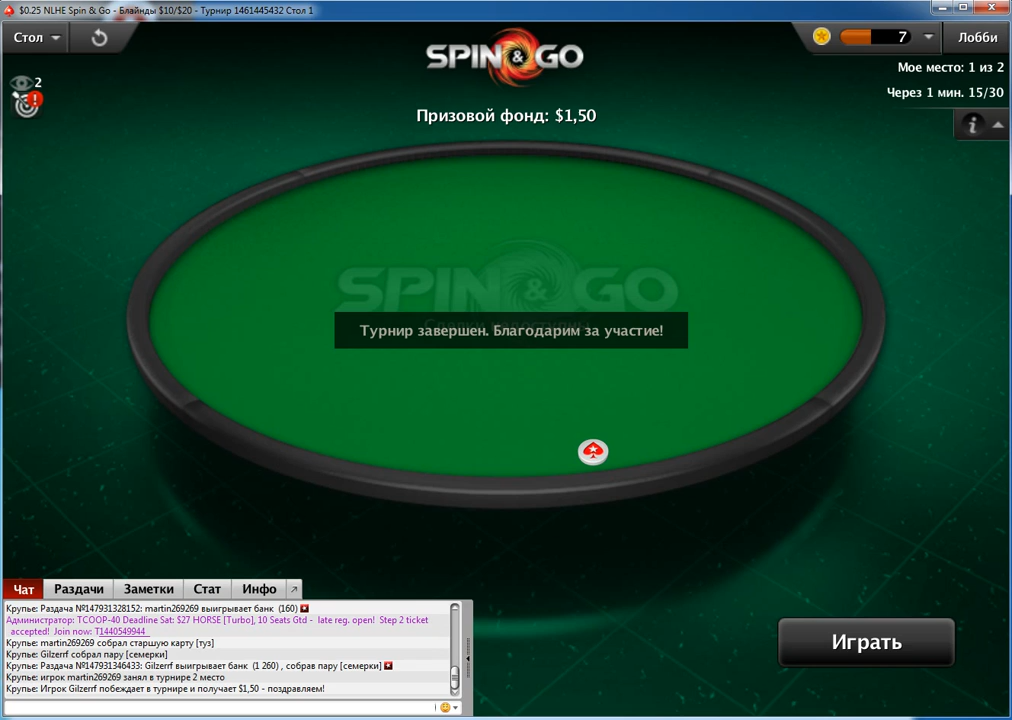 $0.25 NLHE Spin & Go - Блайнды $10/$20 - Турнир 1461445432 Стол 1
Стол
7
Лобби
SPIN&GO
Мое место: 1 из 2
2
Через 1 мин. 15/30
Призовой фонд: $1,50
SPIN&GO
Турнир завершен. Благодарим за участие!
Чат Раздачи Заметки Стат Инфо
Крупье: Раздача №147931328152: martin269269 выигрывает банк (160)
Администратор: TCOOP-40 Deadline Sat: $27 HORSE [Turbo], 10 Seats Gtd - late reg. open! Step 2 ticket
accepted! Join now: T1440549944
Крупье: martin269269 собрал старшую карту [туз]
Крупье: Gilzerrf собрал пару [семерки]
Крупье: Раздача №147931346433: Gilzerrf выигрывает банк (1 260) , собрав пару [семерки]
Крупье: игрок martin269269 занял в турнире 2 место
Крупье: Игрок Gilzerrf побеждает в турнире и получает $1,50 - поздравляем!
Играть